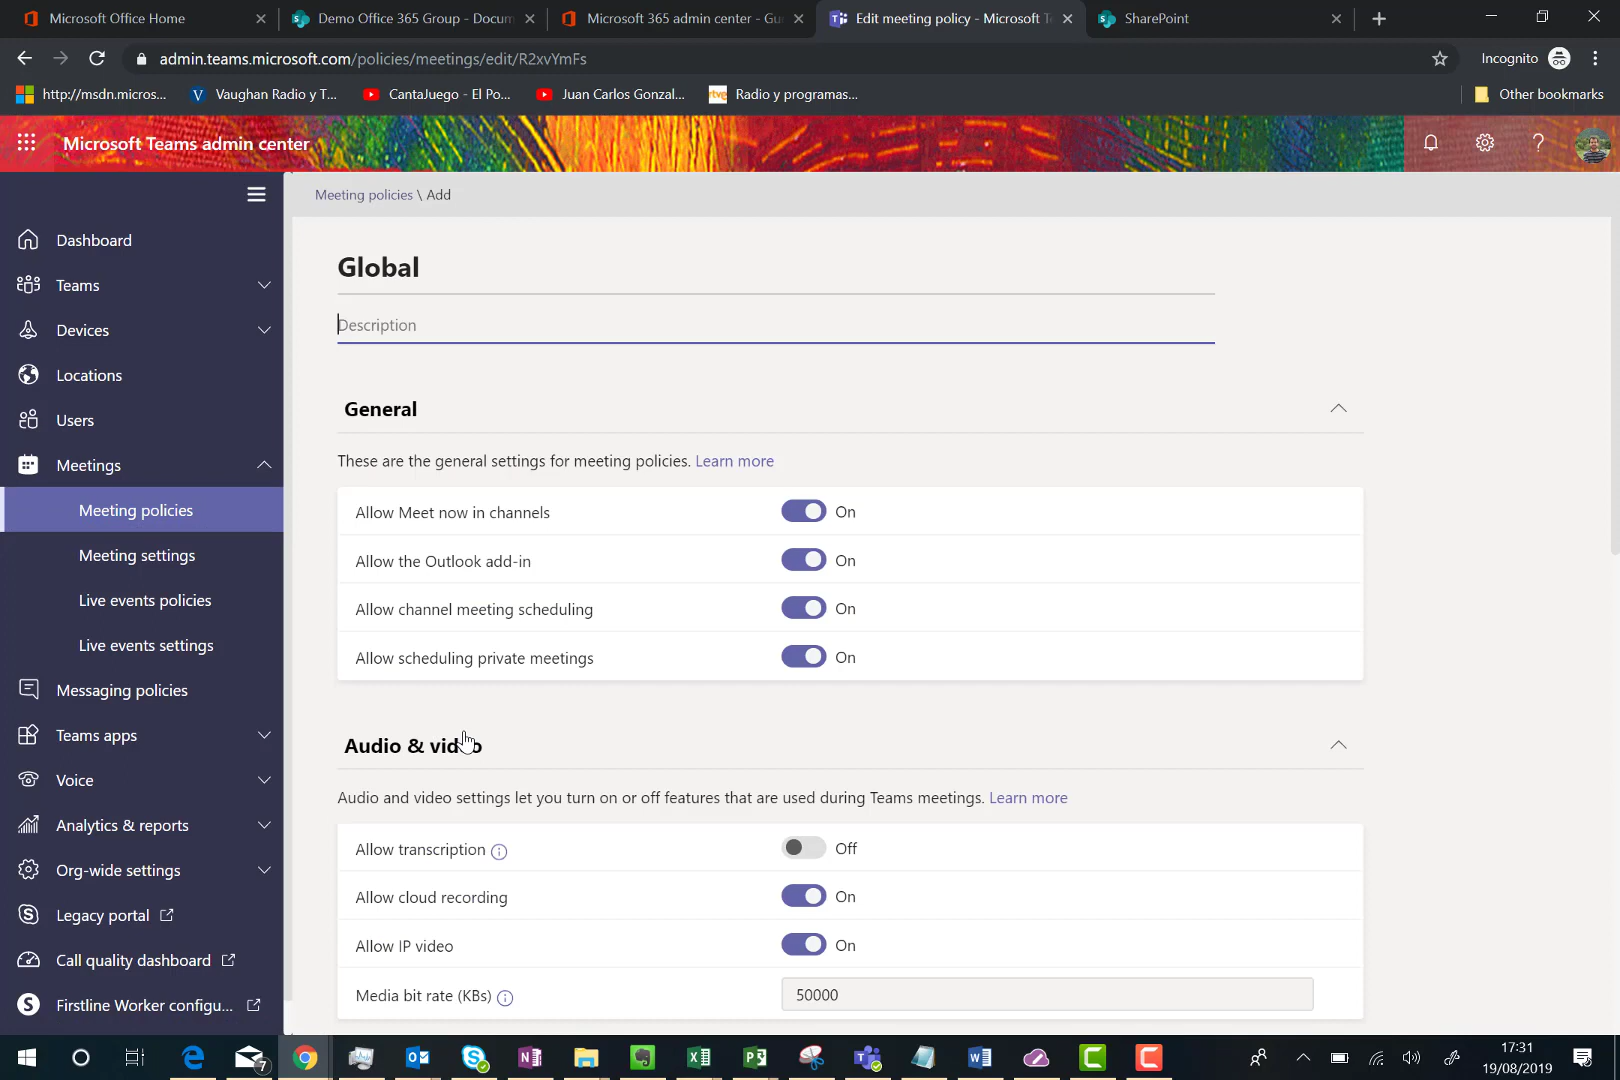 Microsoft Office Home
Demo Office 365 Group - Docum
Microsoft 365 admin center - Gu
Edit meeting policy - Microsoft Te
SharePoint
admin.teams.microsoft.com/policies/meetings/edit/R2xvYmFs
Incognito
http://msdn.micros...
Vaughan Radio y T...
CantaJuego - El Po...
Juan Carlos Gonzal...
rtve
Radio y programas...
Other bookmarks
Microsoft Teams admin center
Meeting policies \ Add
Dashboard
Teams
Devices
Locations
Users
Meetings
Meeting policies
Meeting settings
Live events policies
Live events settings
Messaging policies
Teams apps
Voice
Analytics & reports
Org-wide settings
Legacy portal
Call quality dashboard
Firstline Worker configu...
Global
Description
General
These are the general settings for meeting policies. Learn more
Allow Meet now in channels On
Allow the Outlook add-in On
Allow channel meeting scheduling On
Allow scheduling private meetings On
Audio & video
Audio and video settings let you turn on or off features that are used during Teams meetings. Learn more
Allow transcription Off
Allow cloud recording On
Allow IP video On
Media bit rate (KBs) 50000
7
17:31
19/08/2019